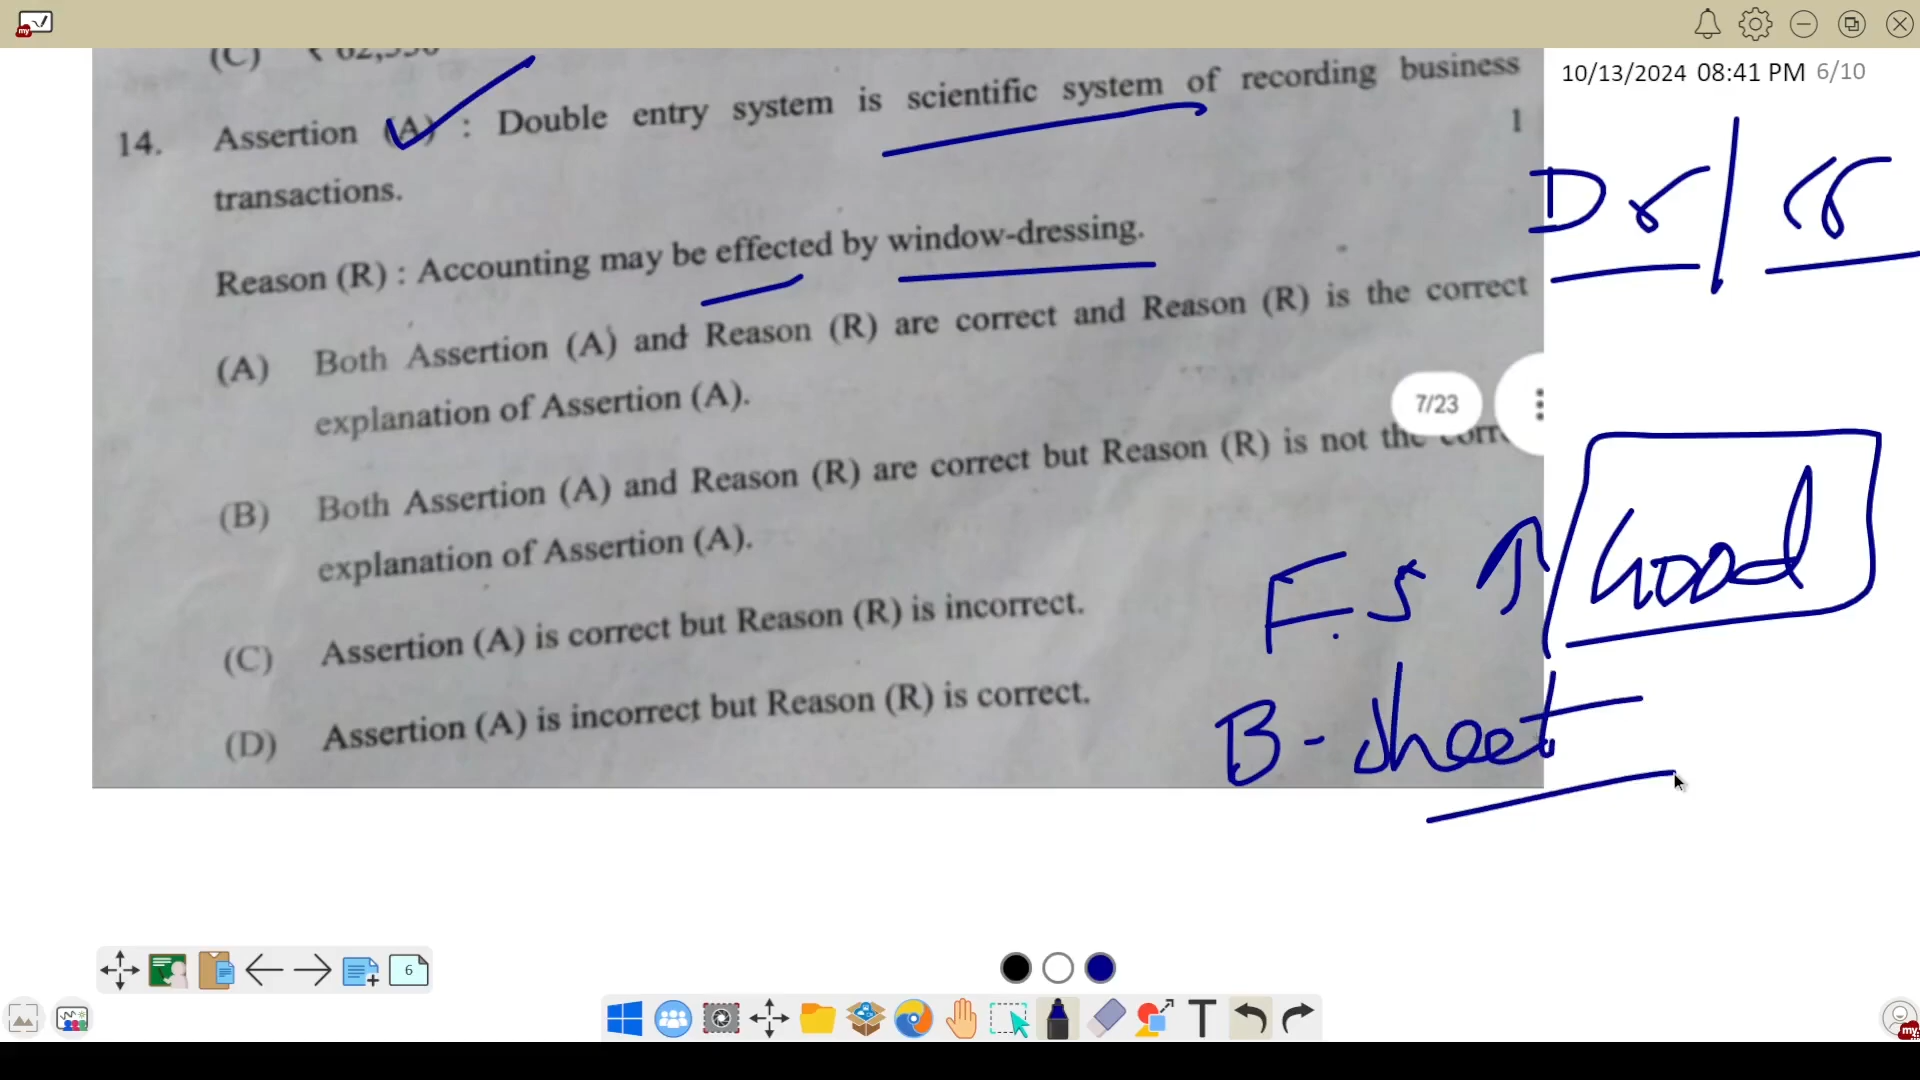 10/13/2024 08:41 PM 6/10
(C) ₹ 62,550
14. Assertion (A) : Double entry system is scientific system of recording business 1
transactions.
Dr / Cr
Reason (R) : Accounting may be effected by window-dressing.
(A) Both Assertion (A) and Reason (R) are correct and Reason (R) is the correct
explanation of Assertion (A).
7/23
(B) Both Assertion (A) and Reason (R) are correct but Reason (R) is not the
explanation of Assertion (A).
F.S ↑ Good
(C) Assertion (A) is correct but Reason (R) is incorrect.
(D) Assertion (A) is incorrect but Reason (R) is correct.
B-sheet
6